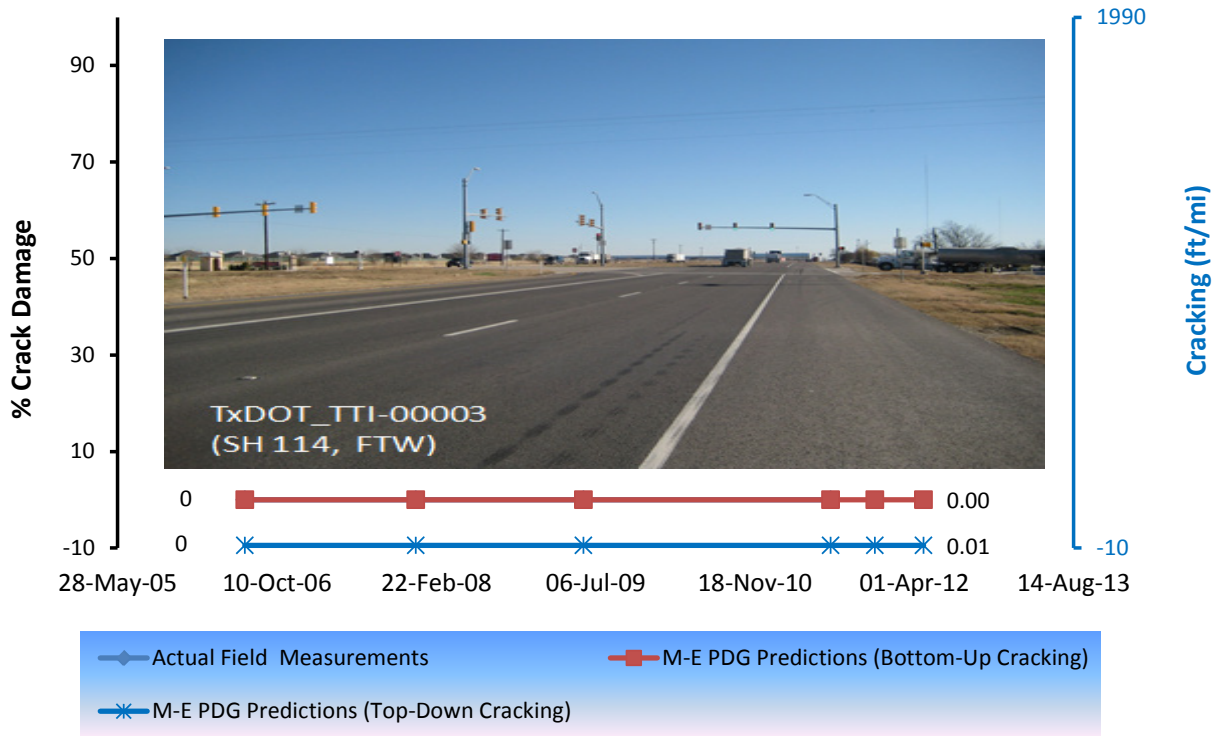 1990
90
70
50
30
10
-10
% Crack Damage
Cracking (ft/mi)
TxDOT_TTI-00003
(SH 114, FTW)
0
0.00
0
0.01
-10
28-May-05
10-Oct-06
22-Feb-08
06-Jul-09
18-Nov-10
01-Apr-12
14-Aug-13
Actual Field Measurements
M-E PDG Predictions (Bottom-Up Cracking)
M-E PDG Predictions (Top-Down Cracking)